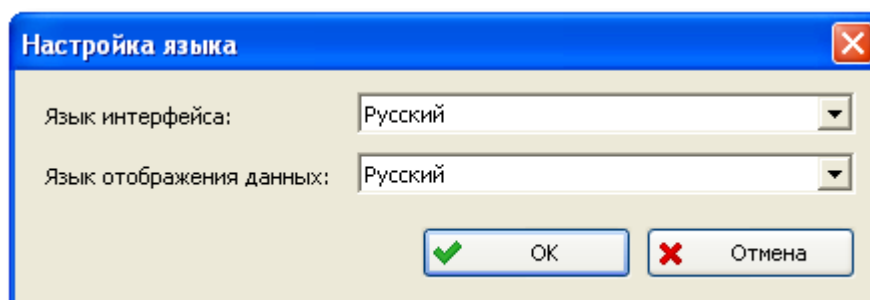 Настройка языка
Язык интерфейса: Русский
Язык отображения данных: Русский
OK Отмена